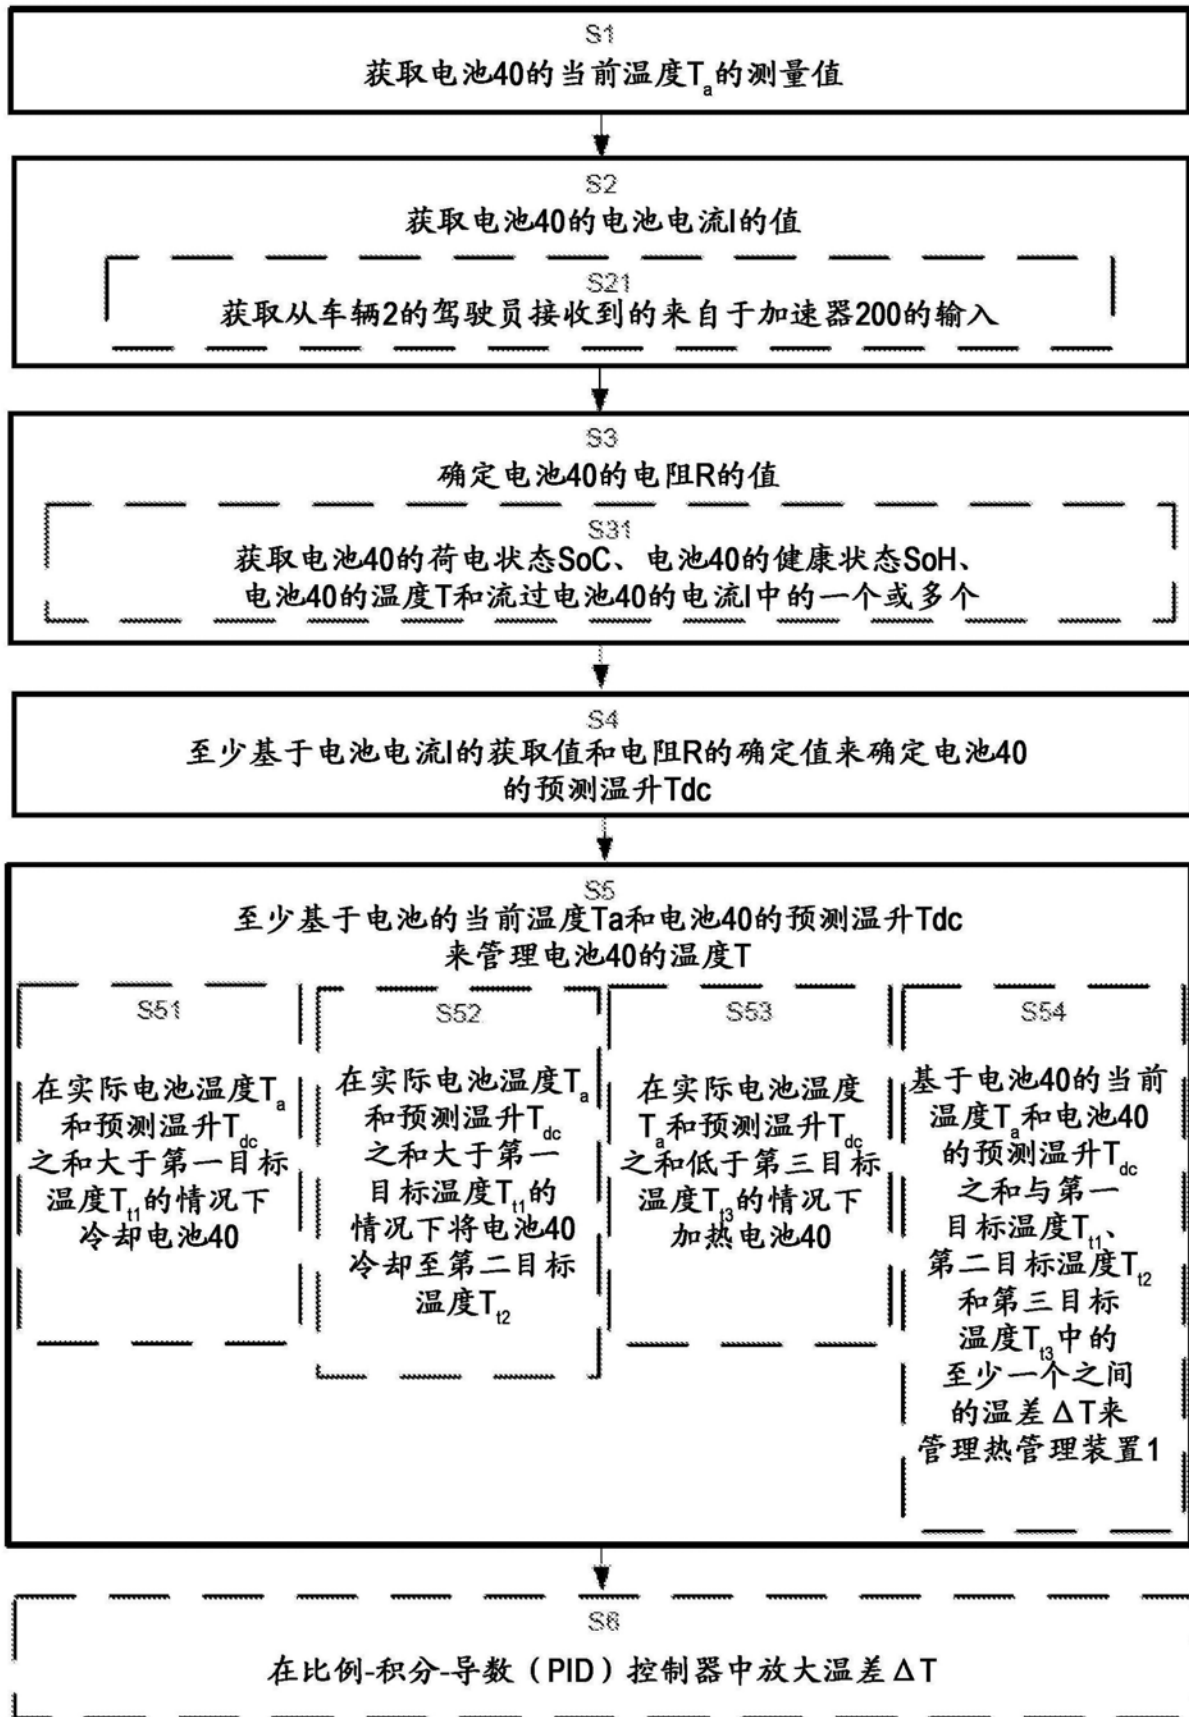 S1
获取电池40的当前温度Ta的测量值
S2
获取电池40的电池电流I的值
S21
获取从车辆2的驾驶员接收到的来自于加速器200的输入
S3
确定电池40的电阻R的值
S31
获取电池40的荷电状态SoC、电池40的健康状态SoH、
电池40的温度T和流过电池40的电流I中的一个或多个
S4
至少基于电池电流I的获取值和电阻R的确定值来确定电池40
的预测温升Tdc
S5
至少基于电池的当前温度Ta和电池40的预测温升Tdc
来管理电池40的温度T
S51
在实际电池温度Ta
和预测温升Tdc
之和大于第一目标
温度Tt1的情况下
冷却电池40
S52
在实际电池温度Ta
和预测温升Tdc
之和大于第一
目标温度Tt1的
情况下将电池40
冷却至第二目标
温度Tt2
S53
在实际电池温度
Ta和预测温升Tdc
之和低于第三目标
温度Tt3的情况下
加热电池40
S54
基于电池40的当前
温度Ta和电池40
的预测温升Tdc
之和与第一
目标温度Tt1、
第二目标温度Tt2
和第三目标
温度Tt3中的
至少一个之间
的温差ΔT来
管理热管理装置1
S6
在比例-积分-导数（PID）控制器中放大温差ΔT